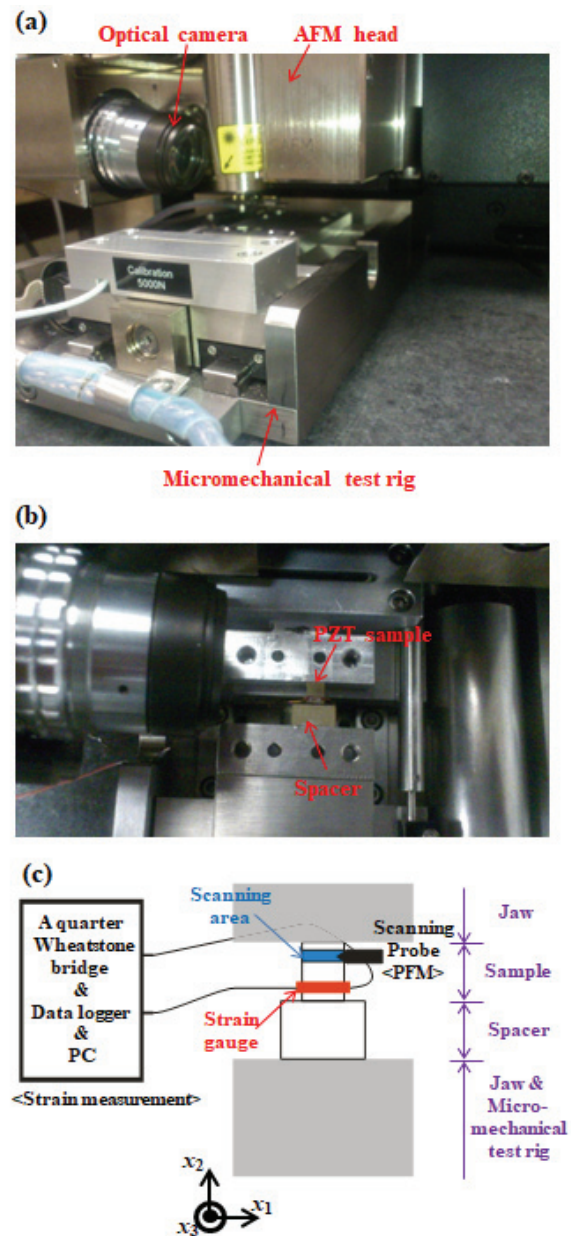 (a)
Optical camera
AFM head
Calibration
5000N
Micromechanical test rig
(b)
PZT sample
Spacer
(c)
A quarter
Wheatstone
bridge
&
Data logger
&
PC
<Strain measurement>
Scanning
area
Strain
gauge
Scanning
Probe
<PFM>
Jaw
Sample
Spacer
Jaw &
Micro-
mechanical
test rig
x2
x1
x3